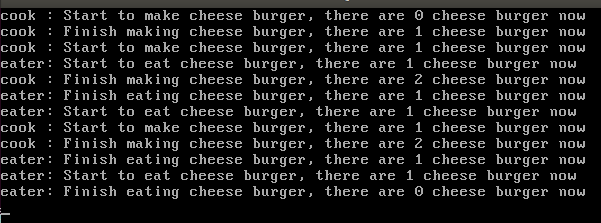 cook : Start to make cheese burger, there are 0 cheese burger now
cook : Finish making cheese burger, there are 1 cheese burger now
cook : Start to make cheese burger, there are 1 cheese burger now
eater: Start to eat cheese burger, there are 1 cheese burger now
cook : Finish making cheese burger, there are 2 cheese burger now
eater: Finish eating cheese burger, there are 1 cheese burger now
eater: Start to eat cheese burger, there are 1 cheese burger now
cook : Start to make cheese burger, there are 1 cheese burger now
cook : Finish making cheese burger, there are 2 cheese burger now
eater: Finish eating cheese burger, there are 1 cheese burger now
eater: Start to eat cheese burger, there are 1 cheese burger now
eater: Finish eating cheese burger, there are 0 cheese burger now